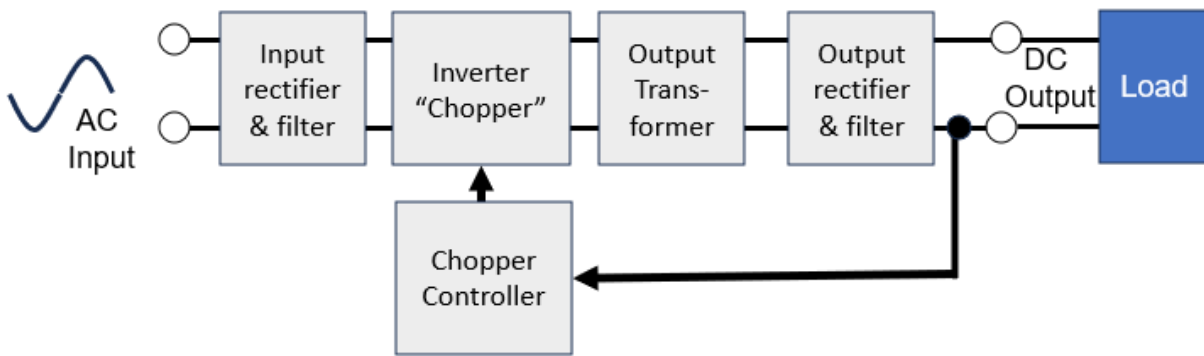 AC
Input
Input
rectifier
& filter
Inverter
“Chopper”
Output
Trans-
former
Output
rectifier
& filter
DC
Output
Load
Chopper
Controller